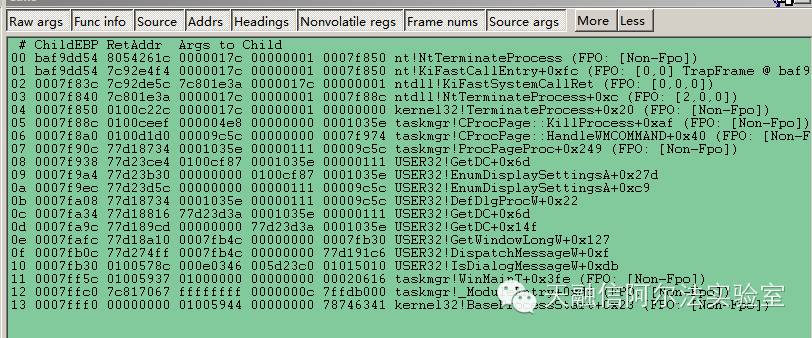 Raw args Func info Source Addrs Headings Nonvolatile regs Frame nums Source args More Less
# ChildEBP RetAddr Args to Child
00 baf9dd54 8054261c 0000017c 00000001 0007f850 nt!NtTerminateProcess (FPO: [Non-Fpo])
01 baf9dd54 7c92e4f4 0000017c 00000001 0007f850 nt!KiFastCallEntry+0xfc (FPO: [0,0] TrapFrame @ baf9
02 0007f83c 7c92de5c 7c801e3a 0000017c 00000001 ntdll!KiFastSystemCallRet (FPO: [0,0,0])
03 0007f840 7c801e3a 0000017c 00000001 0007f88c ntdll!NtTerminateProcess+0xc (FPO: [2,0,0])
04 0007f850 0100c22c 0000017c 00000001 00000000 kernel32!TerminateProcess+0x20 (FPO: [Non-Fpo])
05 0007f88c 0100ceef 000004e8 00000001 0001035e taskmgr!CProcPage::KillProcess+0xaf (FPO: [Non-Fpo])
06 0007f8a0 0100d1d0 00009c5c 00000000 0007f974 taskmgr!CProcPage::HandleWMCOMMAND+0x40 (FPO: [Non-Fpo])
07 0007f90c 77d18734 0001035e 00000111 00009c5c taskmgr!ProcPageProc+0x249 (FPO: [Non-Fpo])
08 0007f938 77d23ce4 0100cf87 0001035e 00000111 USER32!GetDC+0x6d
09 0007f9a4 77d23b30 00000000 0100cf87 0001035e USER32!EnumDisplaySettingsA+0x27d
0a 0007f9ec 77d23d5c 00000000 00000111 00009c5c USER32!EnumDisplaySettingsA+0xc9
0b 0007fa08 77d18734 0001035e 00000111 00009c5c USER32!DefDlgProcW+0x22
0c 0007fa34 77d18816 77d23d3a 0001035e 00000111 USER32!GetDC+0x6d
0d 0007fa9c 77d189cd 00000000 77d23d3a 0001035e USER32!GetDC+0x14f
0e 0007fafc 77d18a10 0007fb4c 00000000 0007fb30 USER32!GetWindowLongW+0x127
0f 0007fb0c 77d274ff 0007fb4c 0007fb4c 77d191c6 USER32!DispatchMessageW+0xf
10 0007fb30 0100578c 000e0346 005d23c0 01015010 USER32!IsDialogMessageW+0xdb
11 0007ff5c 01005937 01000000 00000000 00020616 taskmgr!WinMainT+0x3fe (FPO: [Non-Fpo])
12 0007ffc0 7c817067 ffffffff 0000000c 7ffdb000 taskmgr!_Modu (FPO: [Non-Fpo])
13 0007fff0 00000000 01005944 00000000 78746341 kernel32!BaseProcessStart+0x23 (FPO: [Non-Fpo])
天融信阿尔法实验室